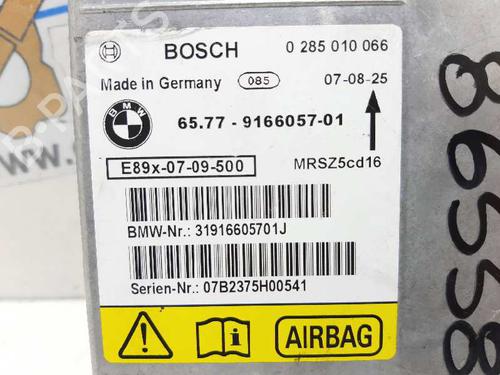 BOSCH 0 285 010 066
Made in Germany 085 07-08-25
BMW
65.77 - 9166057-01
E89x-07-09-500 MRSZ5cd16
BMW-Nr.: 31916605701J
Serien-Nr.: 07B2375H00541
AIRBAG